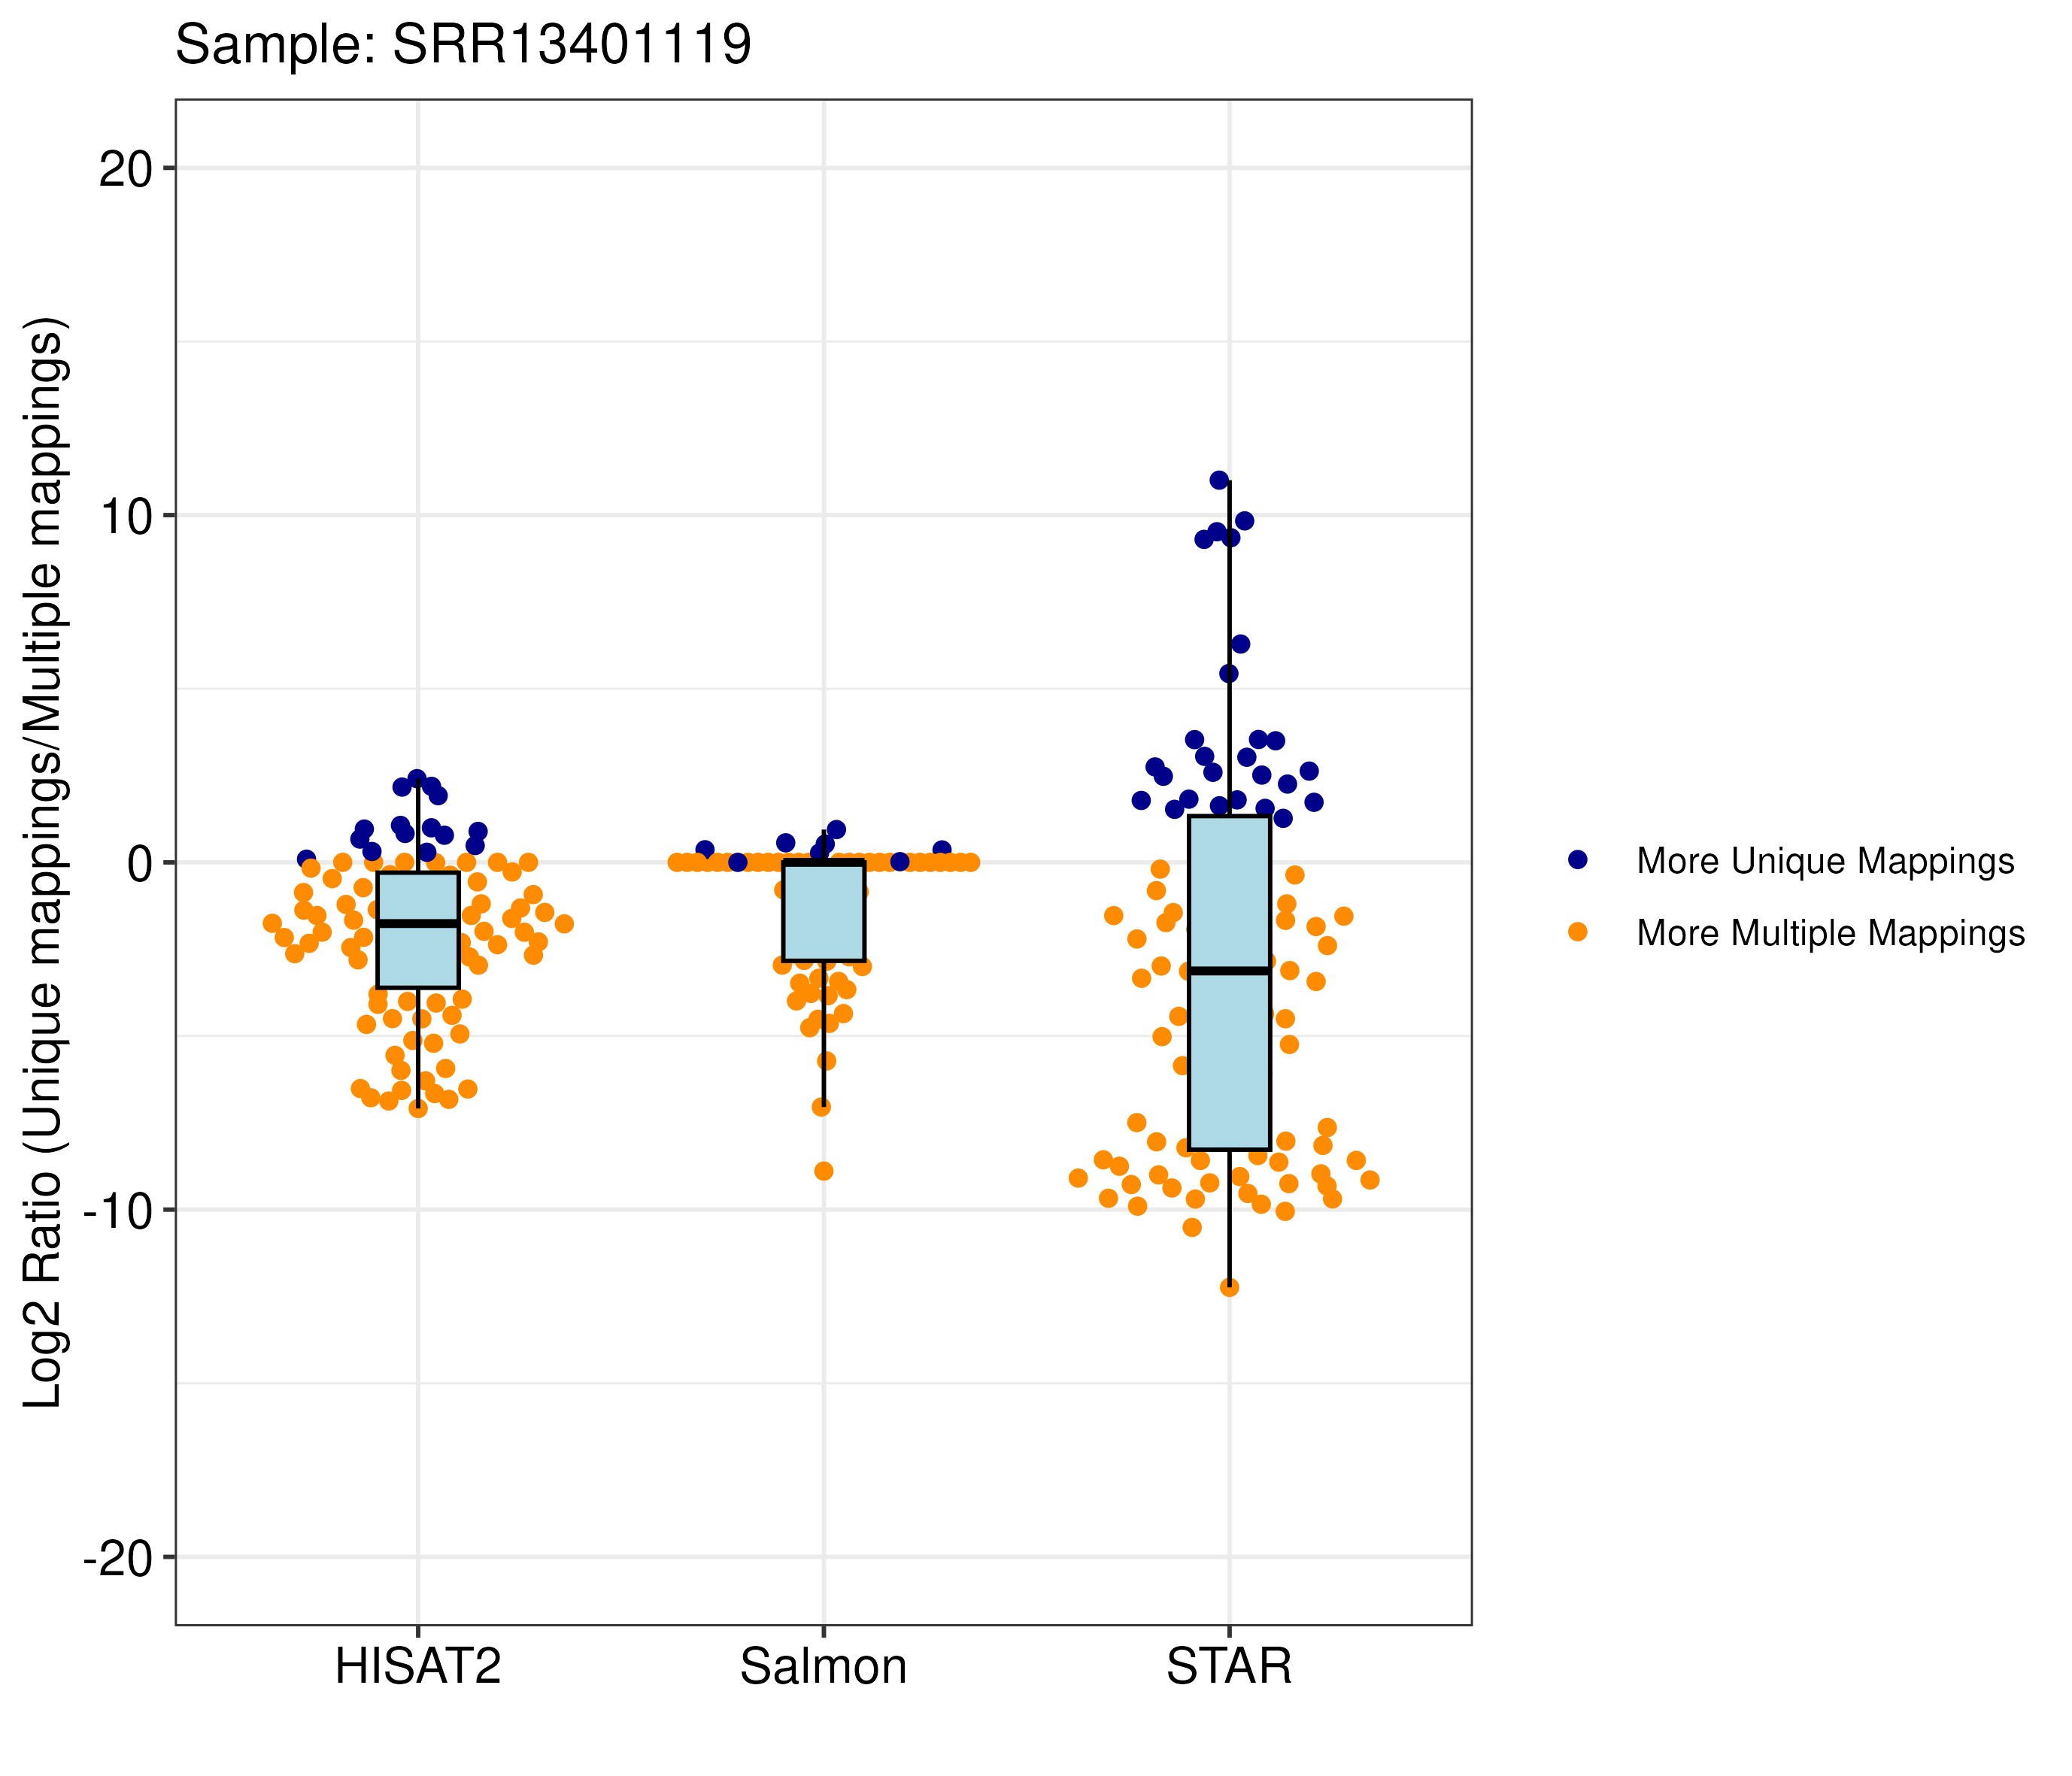 Sample: SRR13401119
Log2 Ratio (Unique mappings/Multiple mappings)
20
10
0
-10
-20
HISAT2
Salmon
STAR
More Unique Mappings
More Multiple Mappings